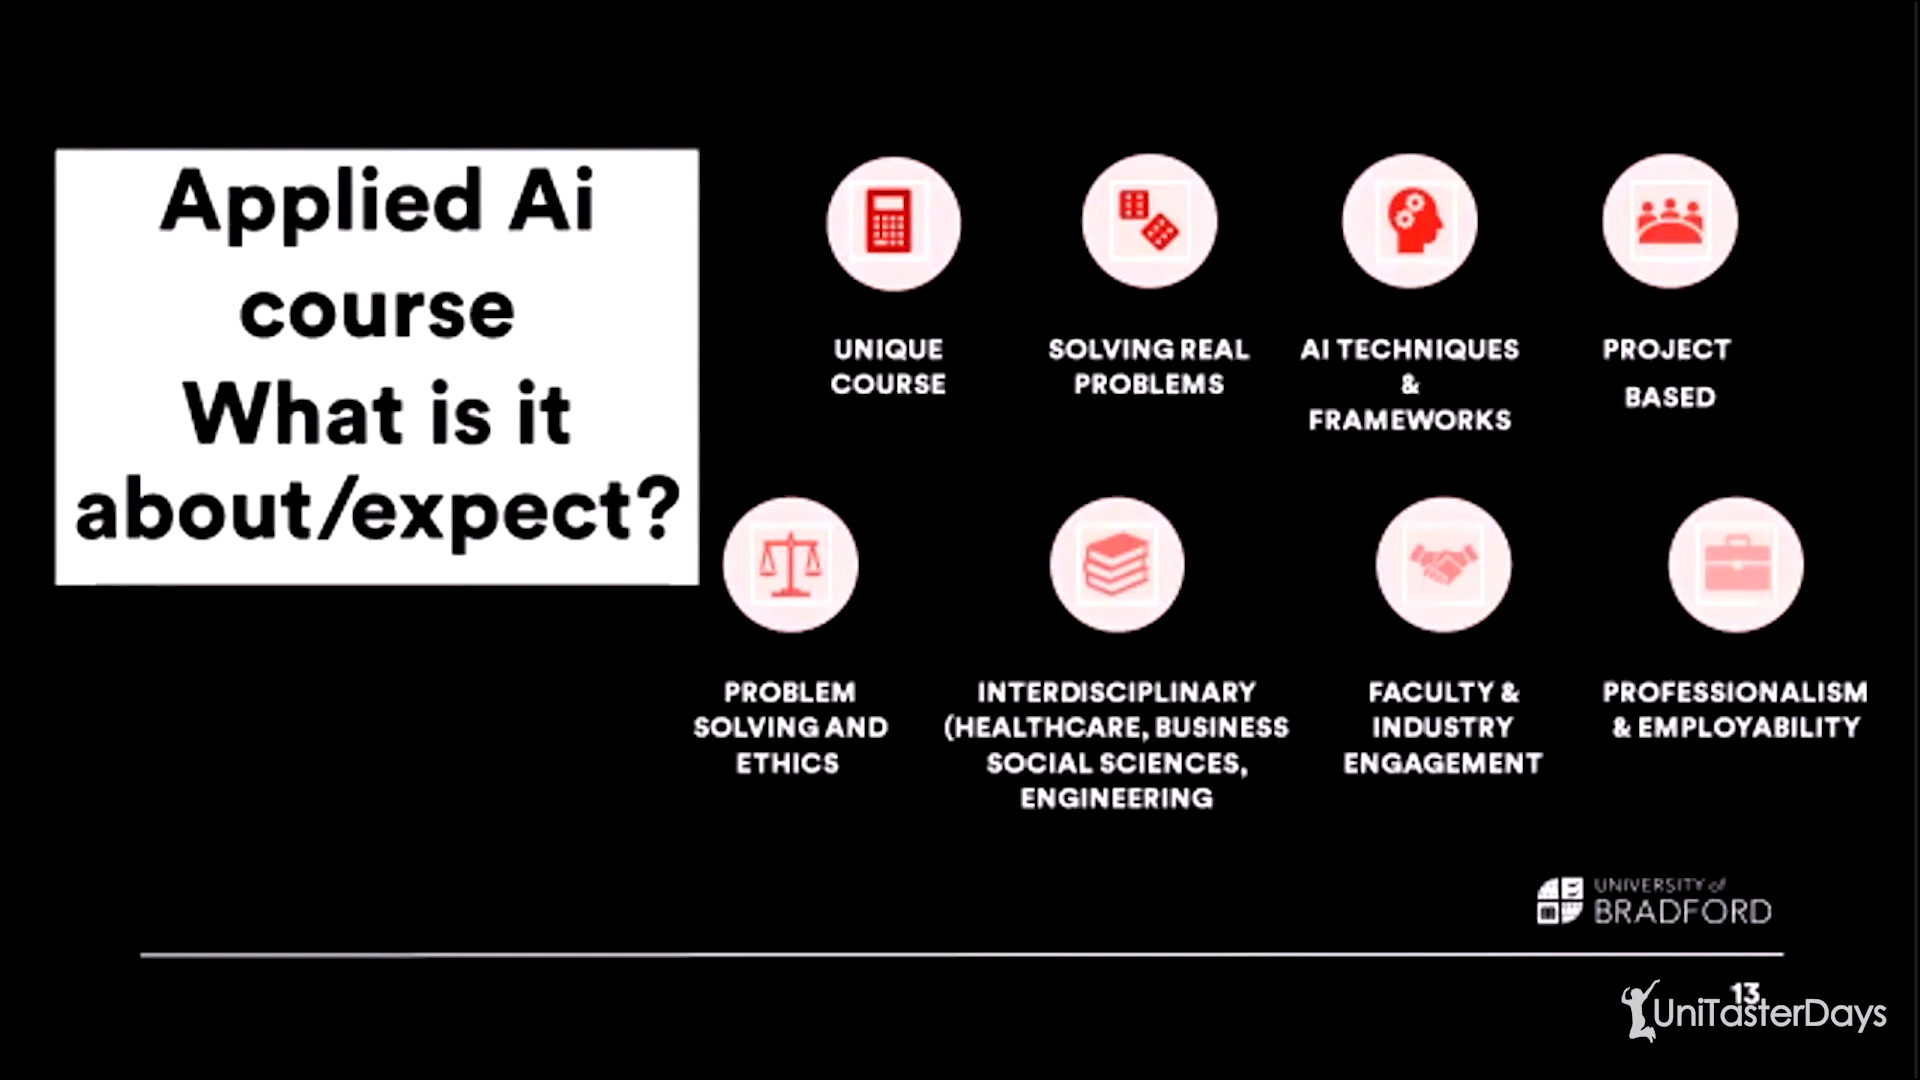 Applied Ai
course
What is it
about/expect?
UNIQUE
COURSE
SOLVING REAL
PROBLEMS
AI TECHNIQUES
&
FRAMEWORKS
PROJECT
BASED
PROBLEM
SOLVING AND
ETHICS
INTERDISCIPLINARY
(HEALTHCARE, BUSINESS
SOCIAL SCIENCES,
ENGINEERING
FACULTY &
INDUSTRY
ENGAGEMENT
PROFESSIONALISM
& EMPLOYABILITY
UNIVERSITY of
BRADFORD
13
UniTasterDays